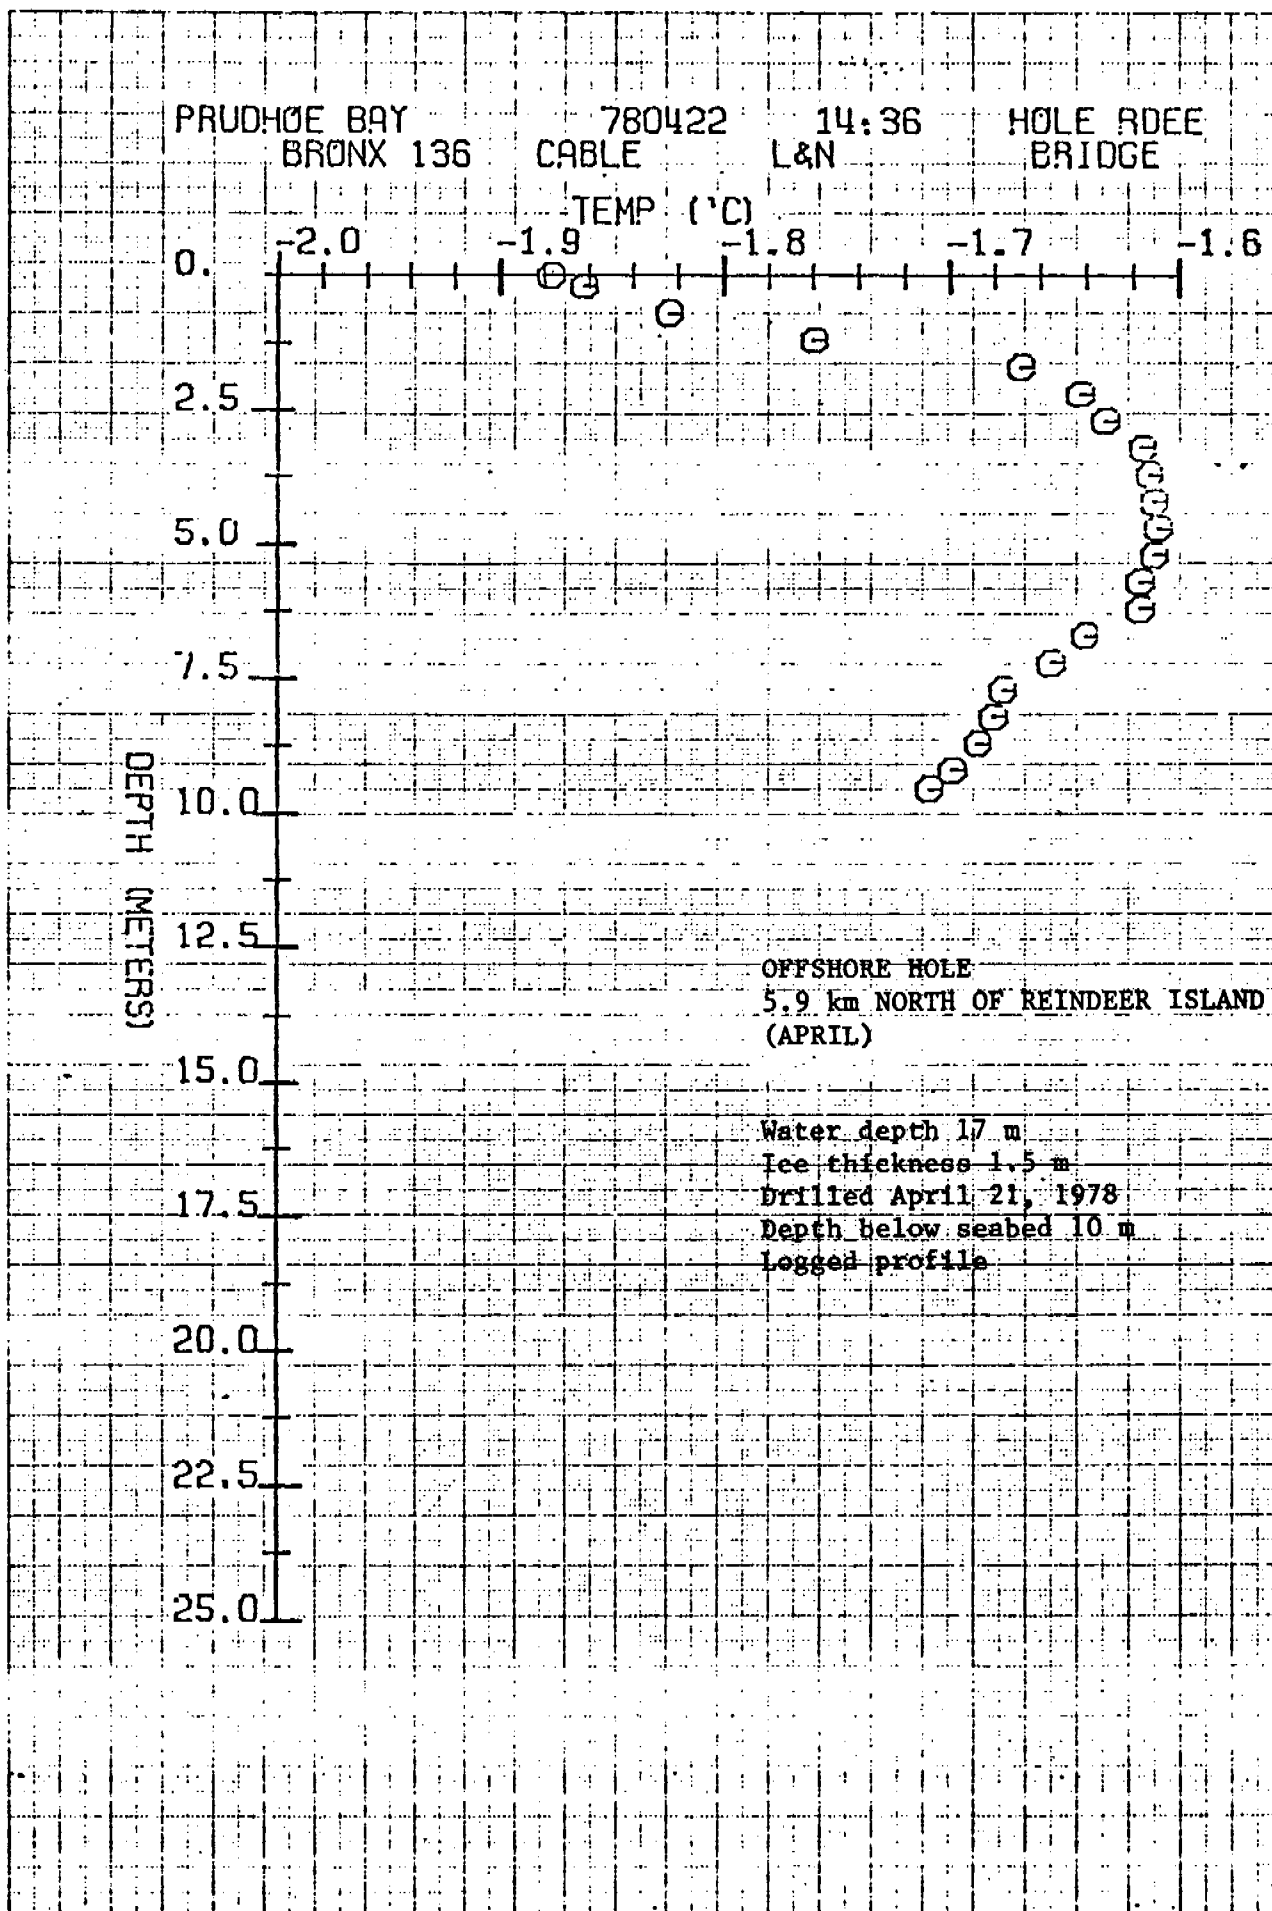 PRUDHOE BAY 780422 14:36 HOLE RDEE
BRONX 136 CABLE L&N BRIDGE
TEMP ('C)
-2.0 -1.9 -1.8 -1.7 -1.6
0.
2.5
5.0
7.5
10.0
12.5
15.0
17.5
20.0
22.5
25.0
DEPTH (METERS)
OFFSHORE HOLE
5.9 km NORTH OF REINDEER ISLAND
(APRIL)
Water depth 17 m
Ice thickness 1.5 m
Drilled April 21, 1978
Depth below seabed 10 m
Logged profile